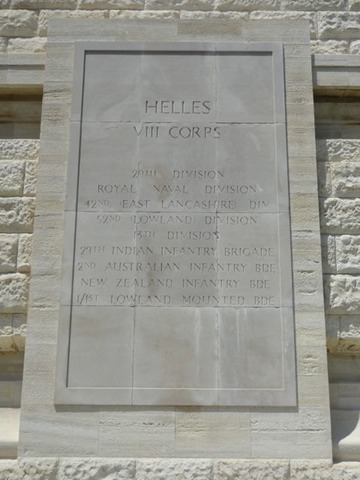 HELLES
VIII CORPS
29TH DIVISION
ROYAL NAVAL DIVISION
42ND EAST LANCASHIRE DIV.
52ND LOWLAND DIVISION
13TH DIVISION
29TH INDIAN INFANTRY BRIGADE
2ND AUSTRALIAN INFANTRY BDE
NEW ZEALAND INFANTRY BDE
1/1ST LOWLAND MOUNTED BDE